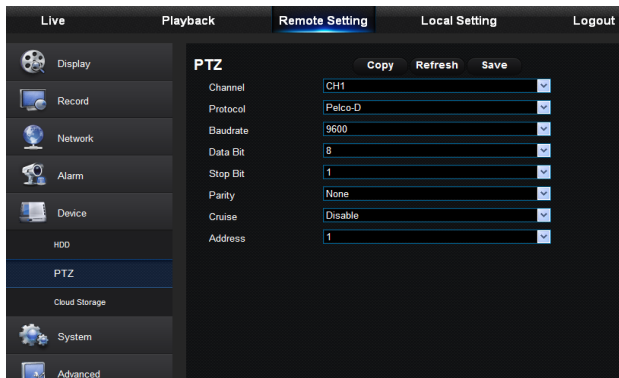 Live Playback Remote Setting Local Setting Logout
Display
Record
Network
Alarm
Device
HDD
PTZ
Cloud Storage
System
Advanced
PTZ Copy Refresh Save
Channel CH1
Protocol Pelco-D
Baudrate 9600
Data Bit 8
Stop Bit 1
Parity None
Cruise Disable
Address 1